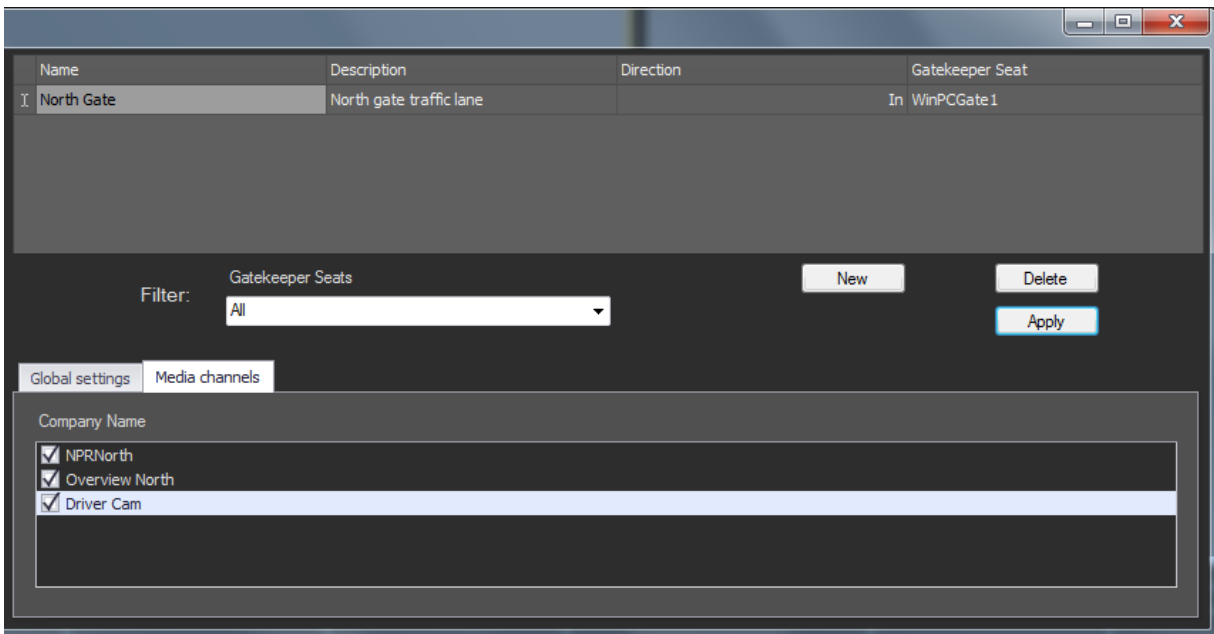 Name Description Direction Gatekeeper Seat
North Gate North gate traffic lane In WinPCGate1
Gatekeeper Seats
New Delete
Filter:
All
Apply
Global settings Media channels
Company Name
NPRNorth
Overview North
Driver Cam